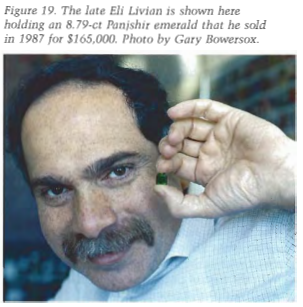 Figure 19. The late Eli Livian is shown here
holding an 8.79-ct Panjshir emerald that he sold
in 1987 for $165,000. Photo by Gary Bowersox.